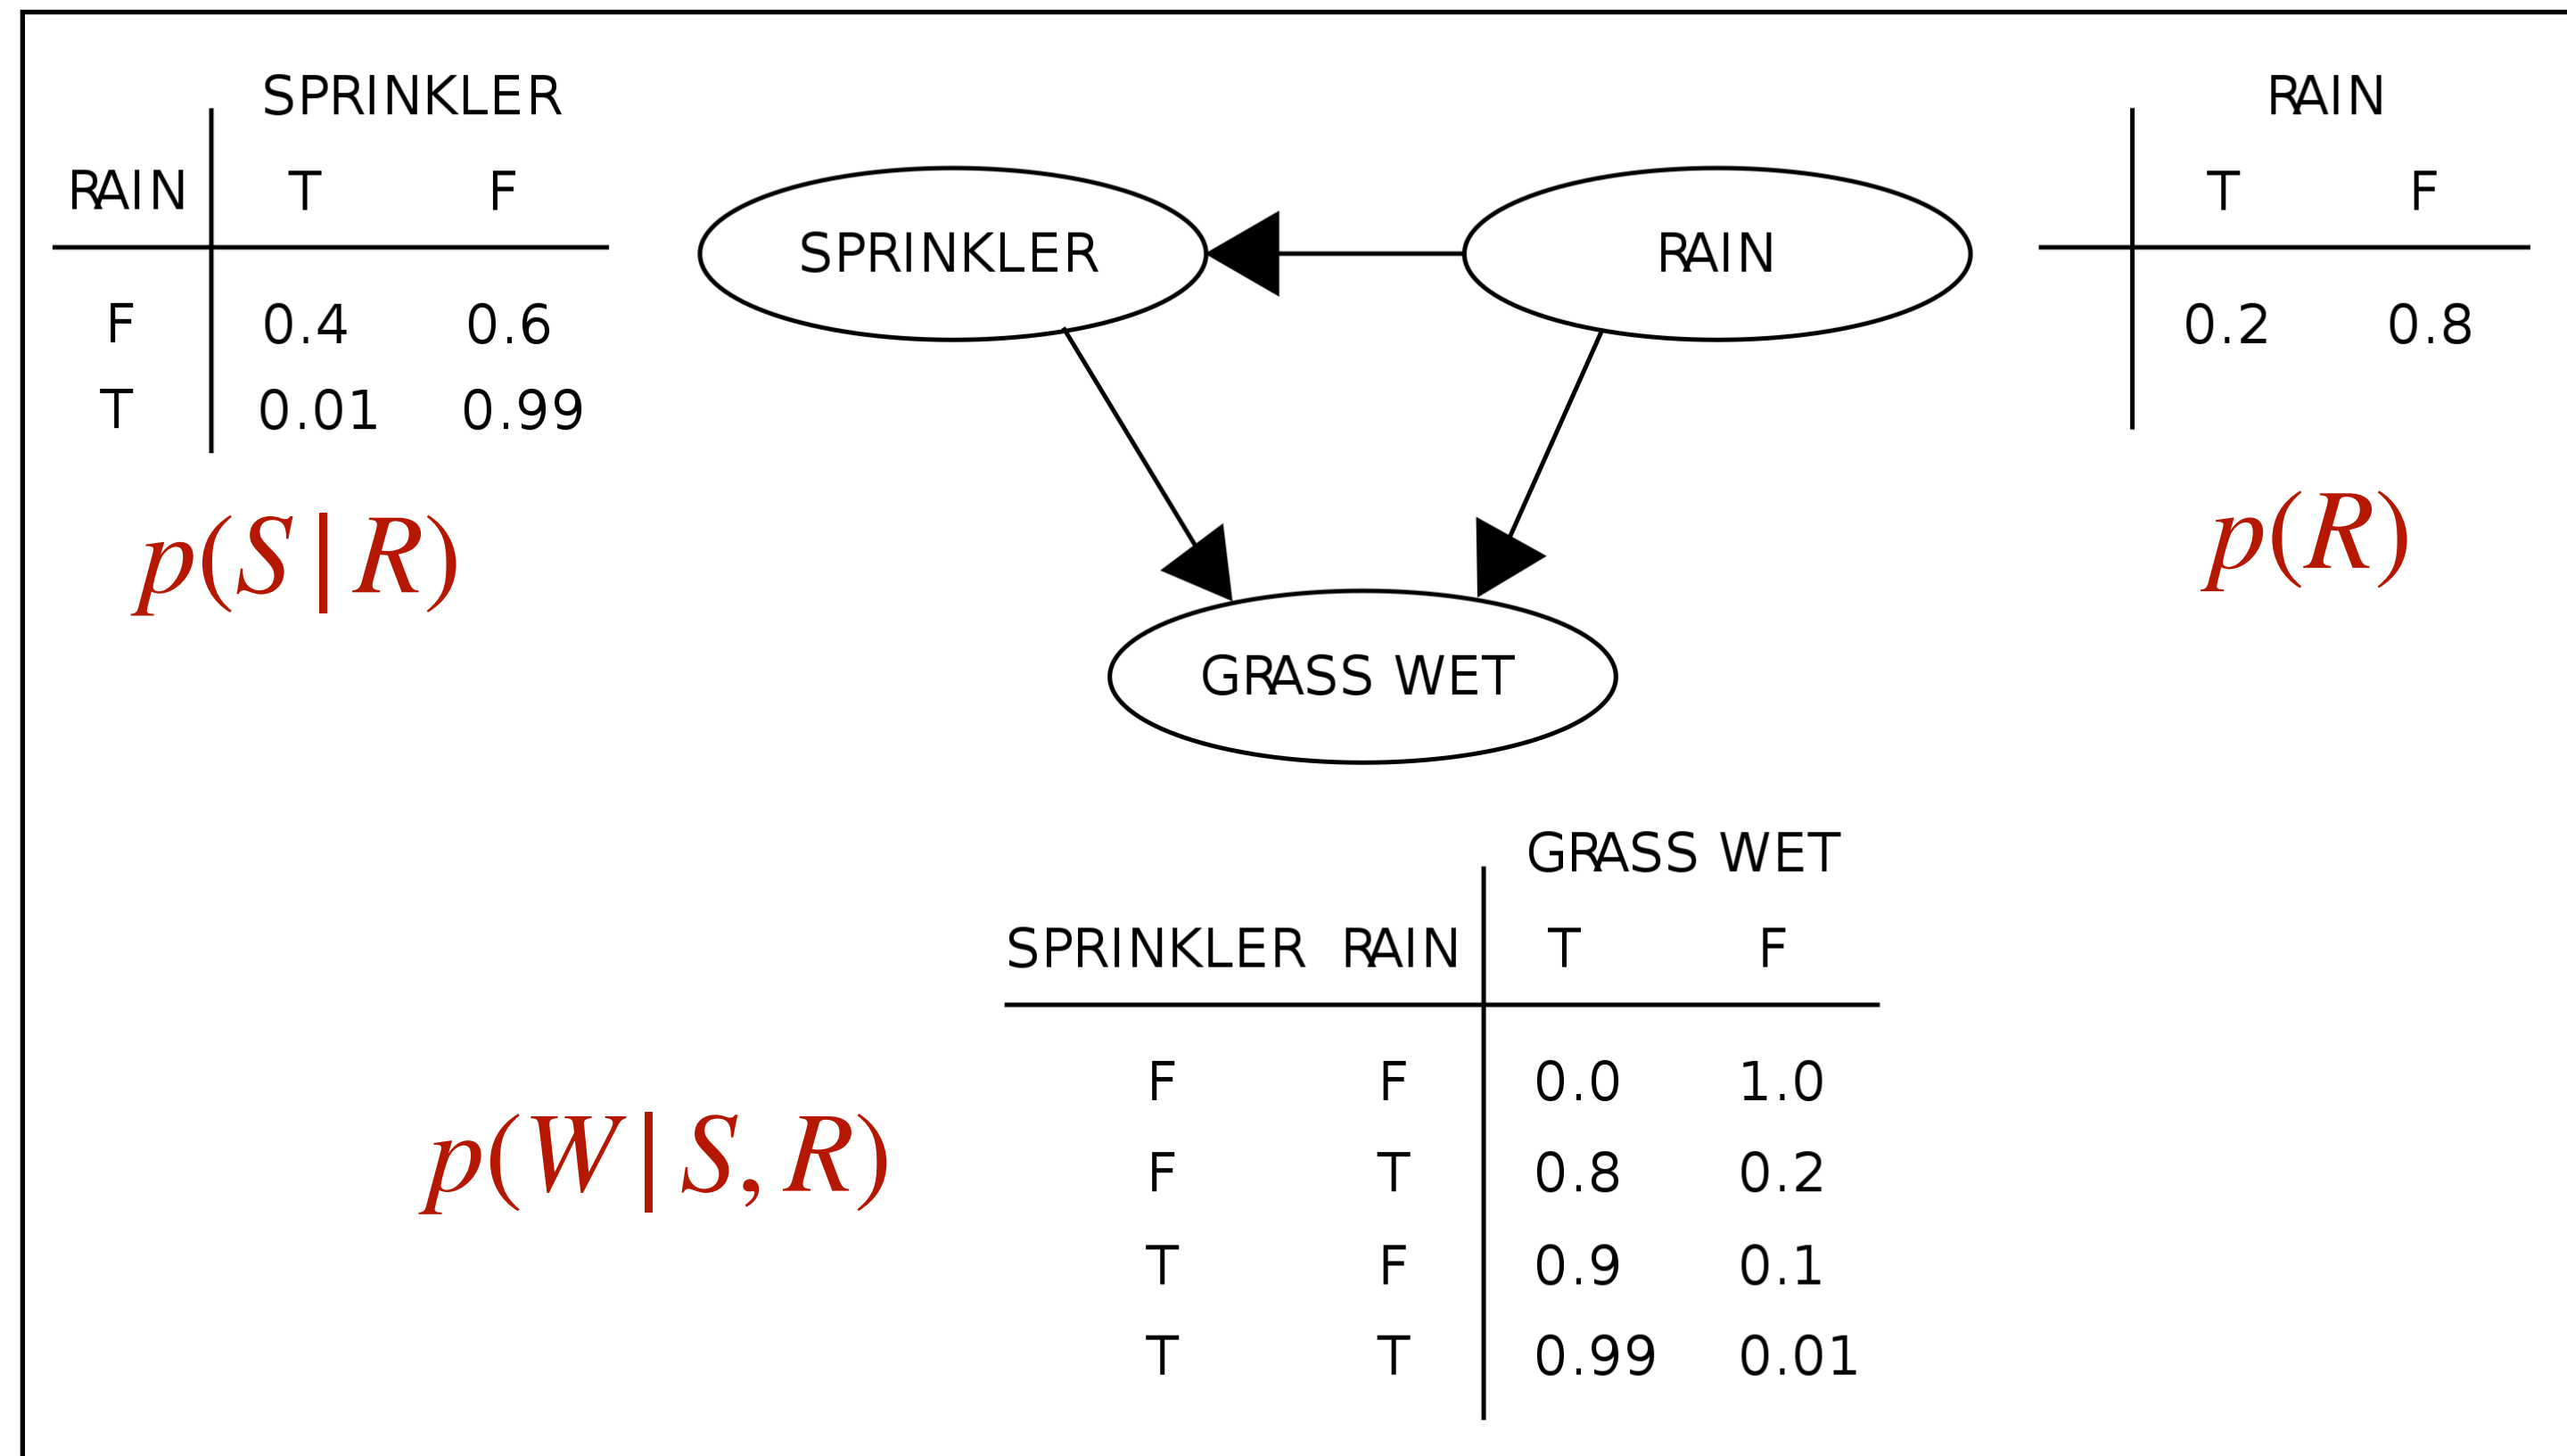 SPRINKLER
RAIN T F
F 0.4 0.6
T 0.01 0.99
p(S | R)
SPRINKLER
RAIN
GRASS WET
RAIN
T F
0.2 0.8
p(R)
GRASS WET
SPRINKLER RAIN T F
F F 0.0 1.0
F T 0.8 0.2
T F 0.9 0.1
T T 0.99 0.01
p(W | S, R)